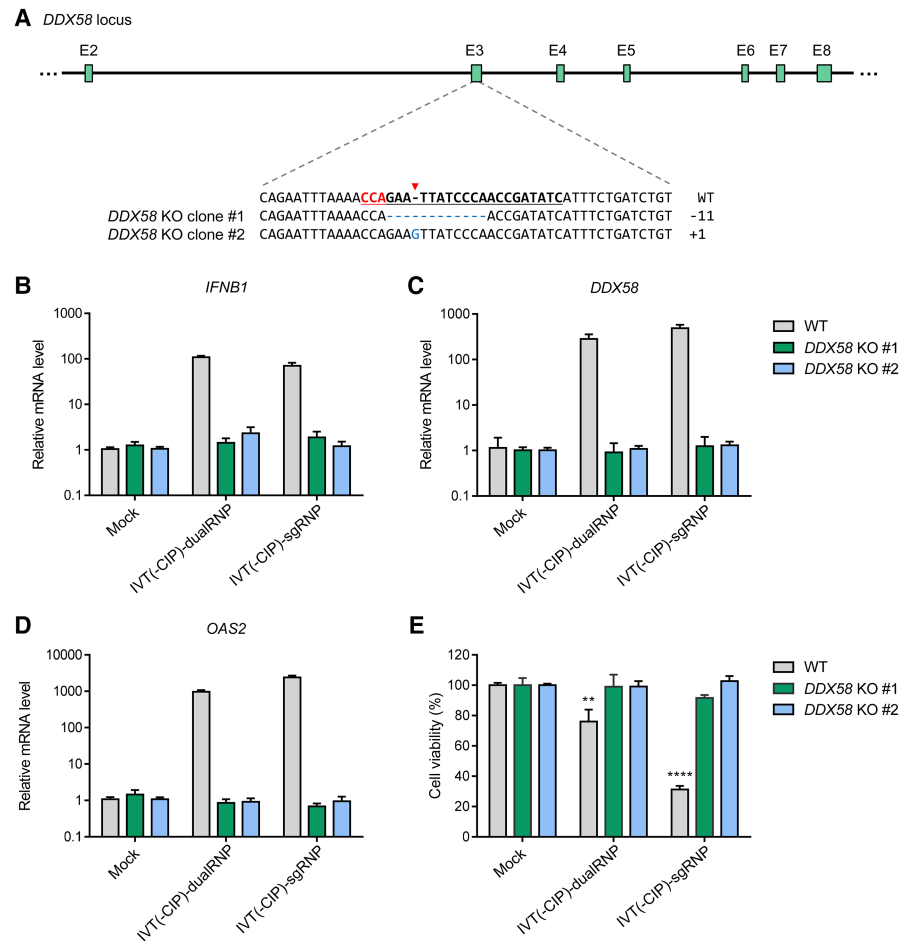 A DDX58 locus
E2 E3 E4 E5 E6 E7 E8
... ...
CAGAATTTAAAACCAGAA-TTATCCCAACCGATATCATTTCTGATCTGT WT
DDX58 KO clone #1 CAGAATTTAAAACCA------------ACCGATATCATTTCTGATCTGT -11
DDX58 KO clone #2 CAGAATTTAAAACCAGAAGTTATCCCAACCGATATCATTTCTGATCTGT +1
B IFNB1
Relative mRNA level
1000
100
10
1
0.1
Mock
IVT(-CIP)-dualRNP
IVT(-CIP)-sgRNP
C DDX58
Relative mRNA level
1000
100
10
1
0.1
Mock
IVT(-CIP)-dualRNP
IVT(-CIP)-sgRNP
WT
DDX58 KO #1
DDX58 KO #2
D OAS2
Relative mRNA level
10000
1000
100
10
1
0.1
Mock
IVT(-CIP)-dualRNP
IVT(-CIP)-sgRNP
E
Cell viability (%)
120
100
80
60
40
20
0
**
****
Mock
IVT(-CIP)-dualRNP
IVT(-CIP)-sgRNP
WT
DDX58 KO #1
DDX58 KO #2